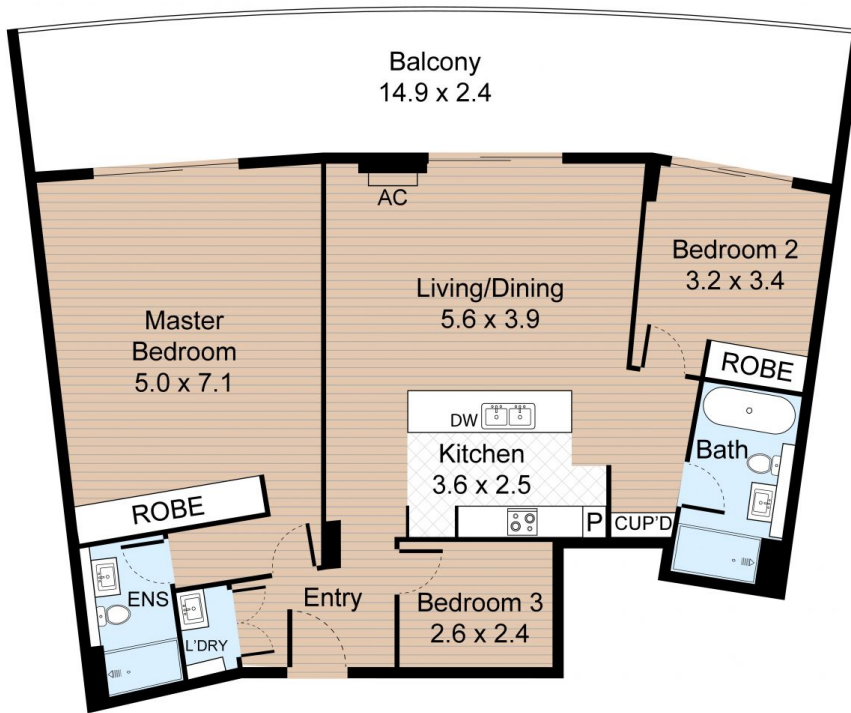 Balcony
14.9 x 2.4
AC
Master
Bedroom
5.0 x 7.1
Living/Dining
5.6 x 3.9
Bedroom 2
3.2 x 3.4
ROBE
DW
Kitchen
3.6 x 2.5
Bath
ROBE
P
CUP'D
ENS
L'DRY
Entry
Bedroom 3
2.6 x 2.4